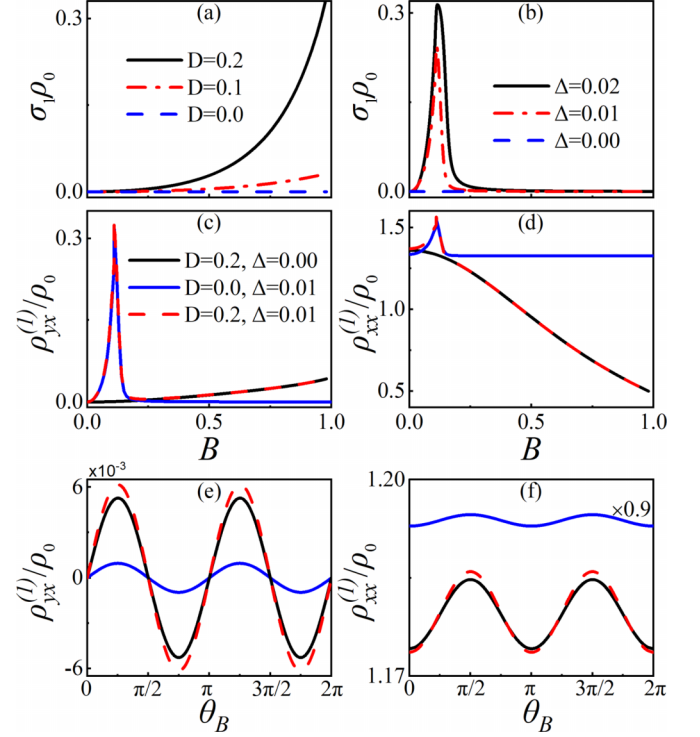 (a)
0.3
0.0
σ₁ρ₀
D=0.2
D=0.1
D=0.0
(b)
0.3
0.0
σ₁ρ₀
Δ=0.02
Δ=0.01
Δ=0.00
(c)
0.3
0.0
ρyx(1)/ρ₀
D=0.2, Δ=0.00
D=0.0, Δ=0.01
D=0.2, Δ=0.01
0.0 0.5 1.0
B
(d)
1.5
1.0
0.5
ρxx(1)/ρ₀
0.0 0.5 1.0
B
×10⁻³
(e)
6
0
-6
ρyx(1)/ρ₀
0 π/2 π 3π/2 2π
θB
(f)
1.20
1.17
×0.9
ρxx(1)/ρ₀
0 π/2 π 3π/2 2π
θB